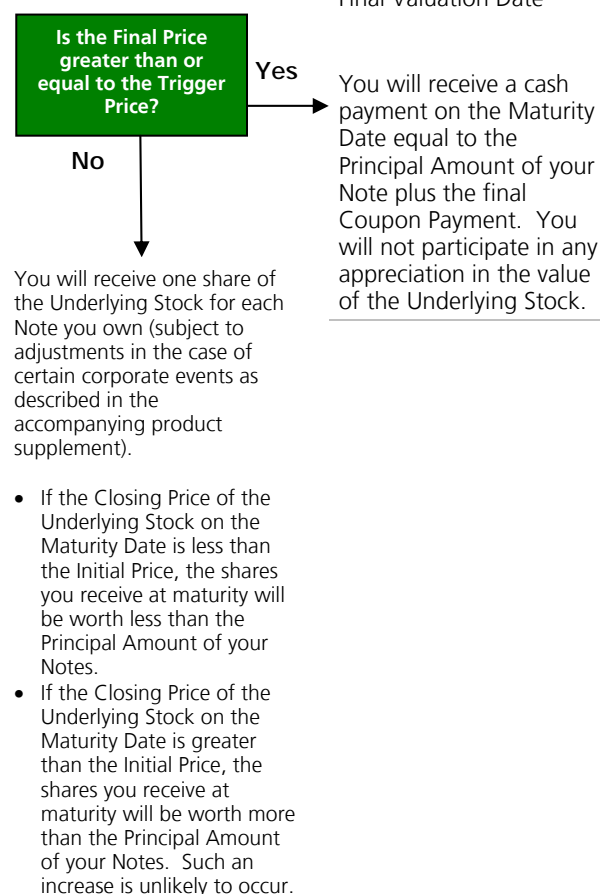 Final Valuation Date
Is the Final Price
greater than or
equal to the Trigger
Price?
Yes
You will receive a cash
payment on the Maturity
Date equal to the
Principal Amount of your
Note plus the final
Coupon Payment.  You
will not participate in any
appreciation in the value
of the Underlying Stock.
No
You will receive one share of
the Underlying Stock for each
Note you own (subject to
adjustments in the case of
certain corporate events as
described in the
accompanying product
supplement).
• If the Closing Price of the
Underlying Stock on the
Maturity Date is less than
the Initial Price, the shares
you receive at maturity will
be worth less than the
Principal Amount of your
Notes.
• If the Closing Price of the
Underlying Stock on the
Maturity Date is greater
than the Initial Price, the
shares you receive at
maturity will be worth more
than the Principal Amount
of your Notes.  Such an
increase is unlikely to occur.